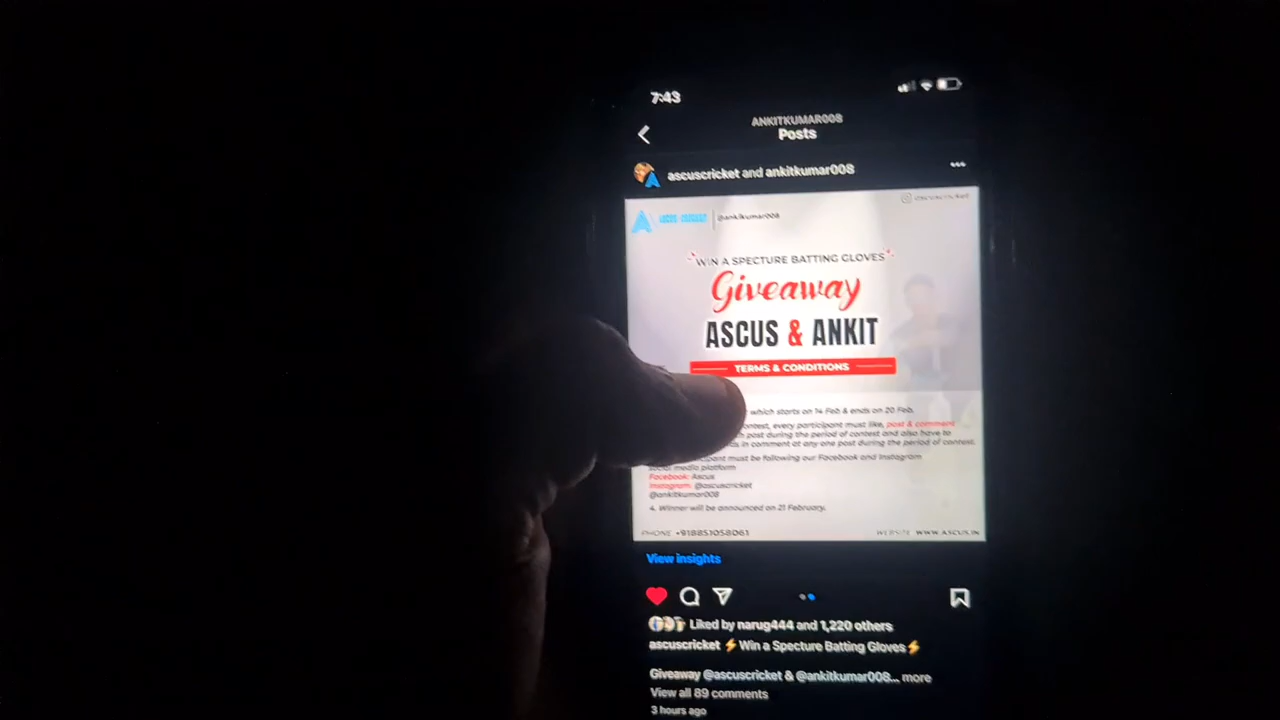 7:43
ANKITKUMAR008
Posts
ascuscricket and ankitkumar008
@ankitkumar008
WIN A SPECTURE BATTING GLOVES
Giveaway
ASCUS & ANKIT
TERMS & CONDITIONS
which starts on 14 Feb & ends on 20 Feb.
contest, every participant must like, post & comment
post during the period of contest and also have to
in comment at any one post during the period of contest.
must be following our Facebook and Instagram
social media platform
Facebook: Ascus
Instagram: @ascuscricket
@ankitkumar008
4. Winner will be announced on 21 February.
PHONE +918851058061
WEBSITE WWW.ASCUS.IN
View insights
Liked by narug444 and 1,220 others
ascuscricket ⚡Win a Specture Batting Gloves⚡
Giveaway @ascuscricket & @ankitkumar008... more
View all 89 comments
3 hours ago